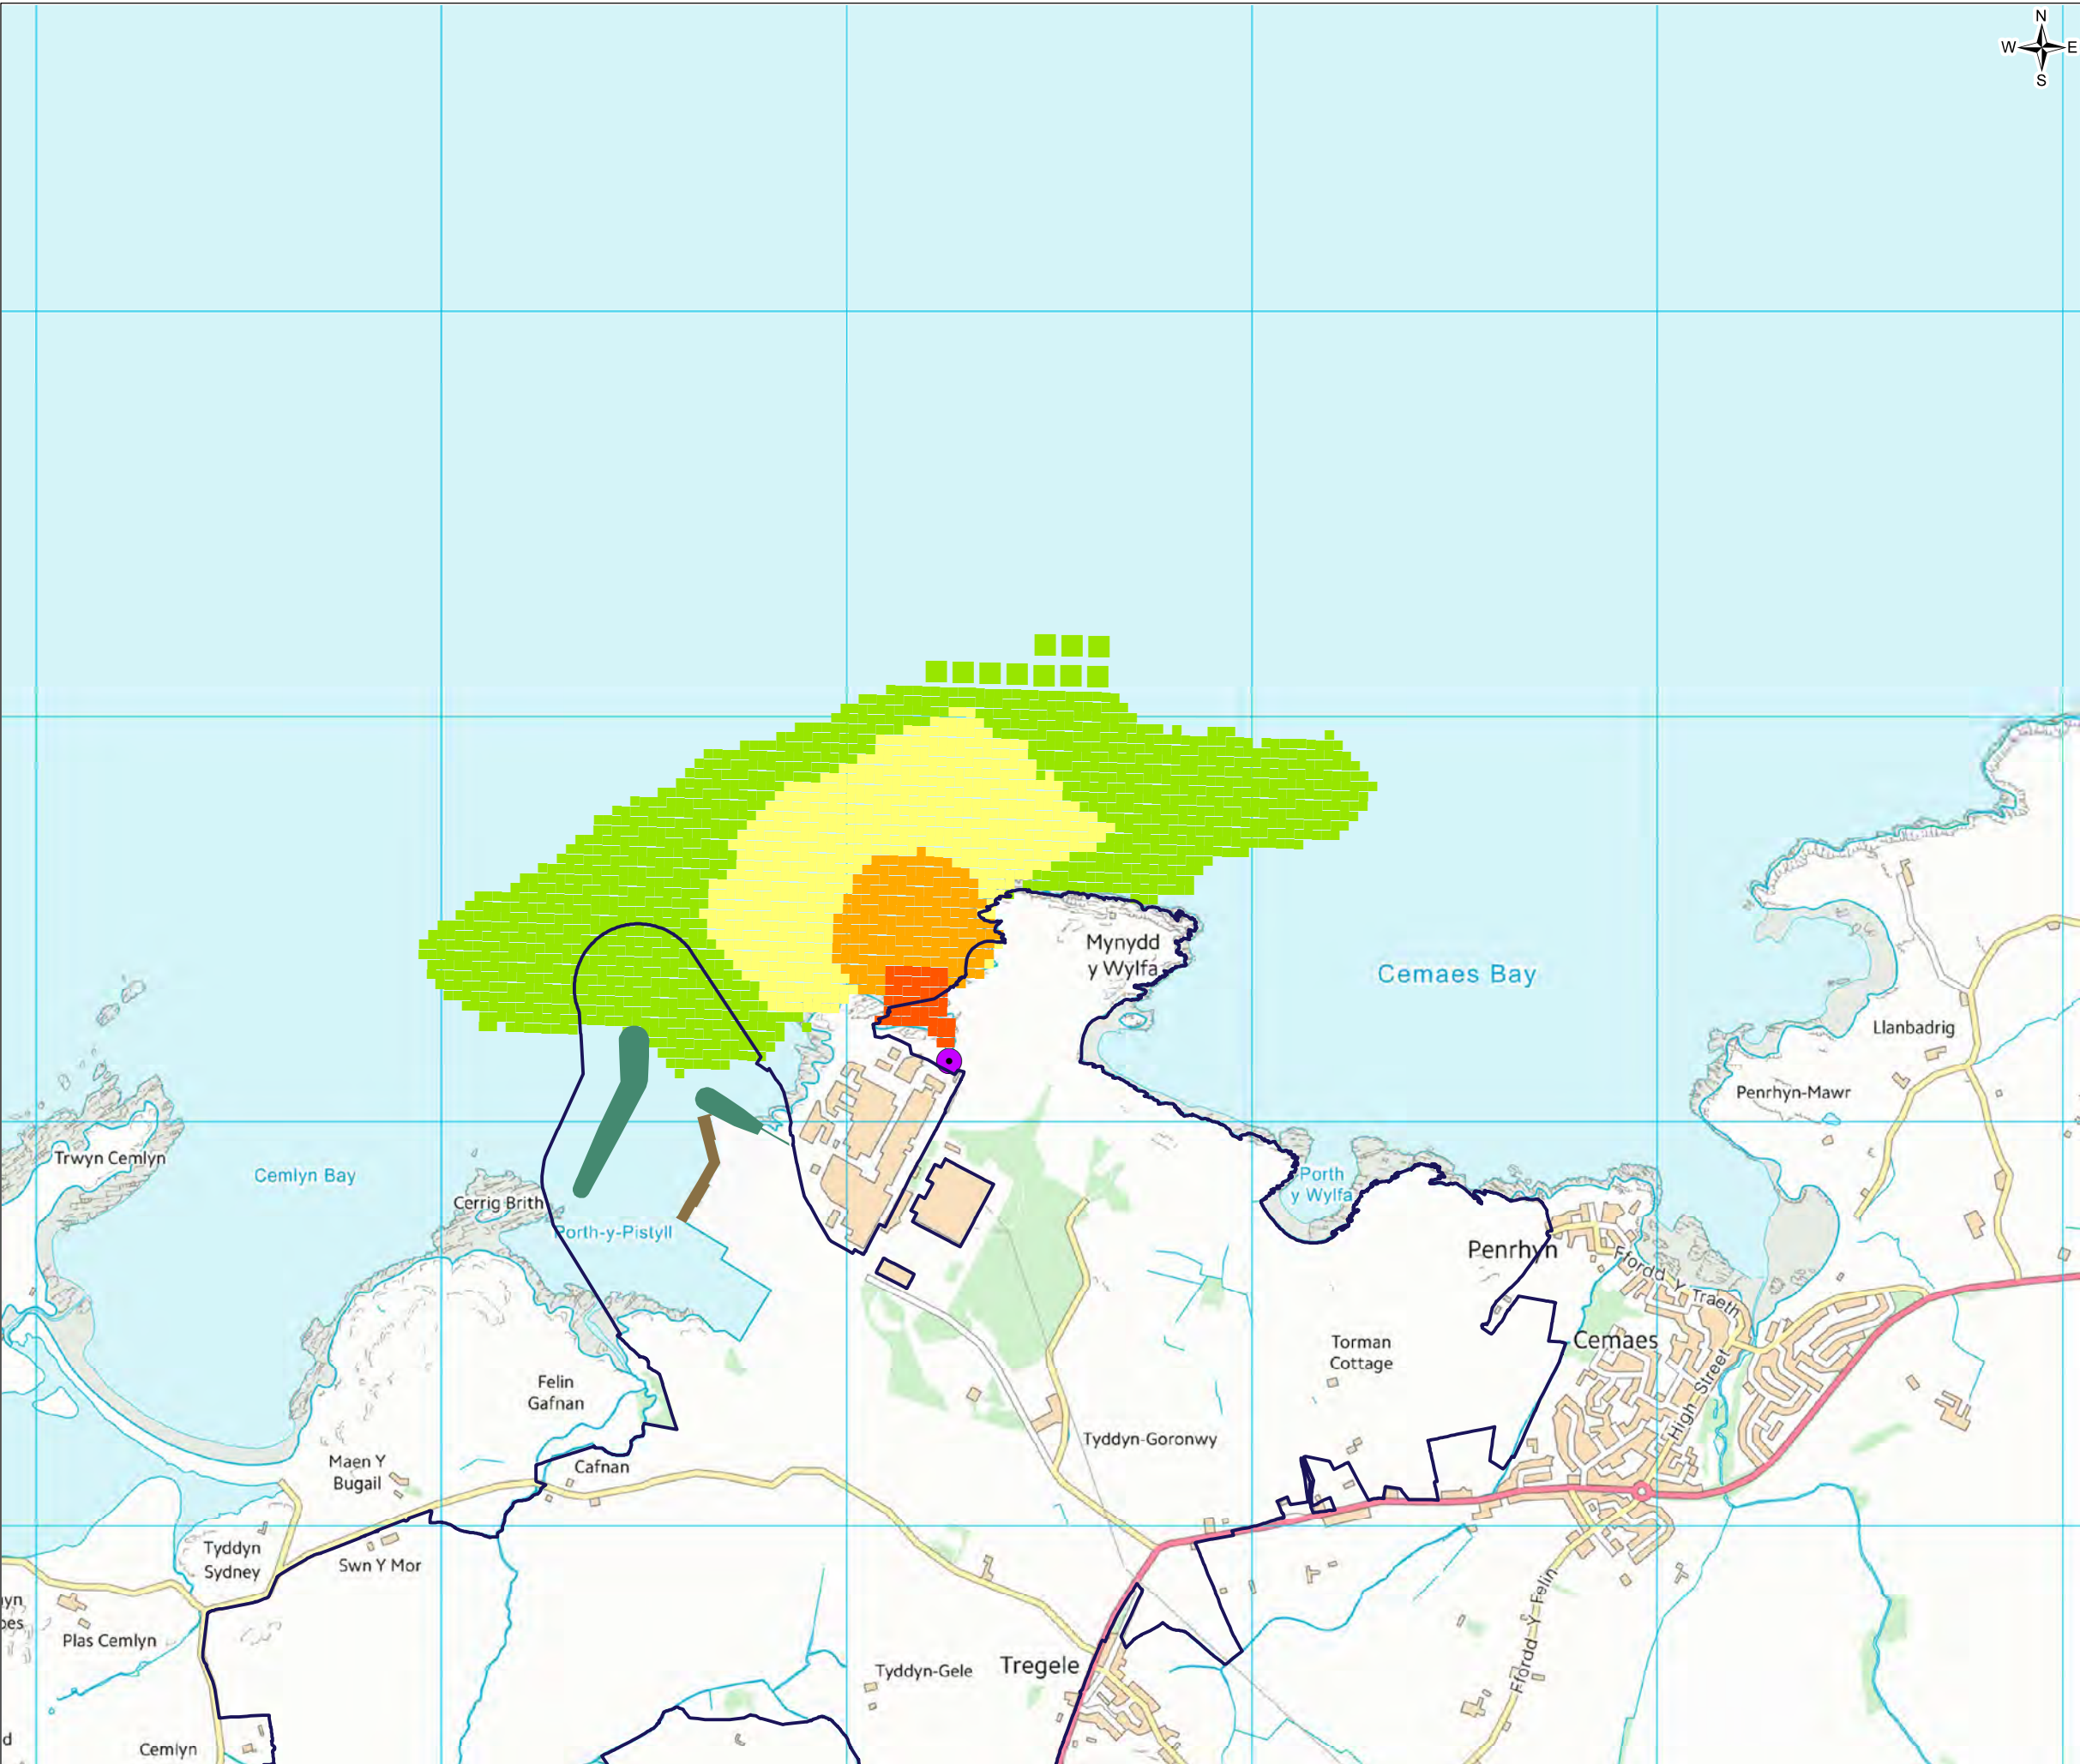 N
W E
S
Mynydd
y Wylfa
Cemaes Bay
Llanbadrig
Penrhyn-Mawr
Trwyn Cemlyn
Cemlyn Bay
Cerrig Brith
Porth-y-Pistyll
Porth
y Wylfa
Penrhyn
Ffordd Y Traeth
Cemaes
High Street
Torman
Cottage
Felin
Gafnan
Tyddyn-Goronwy
Maen Y
Bugail
Cafnan
Tyddyn
Sydney
Swn Y Mor
Ffordd-Y-Felin
Plas Cemlyn
Tyddyn-Gele
Tregele
Cemlyn